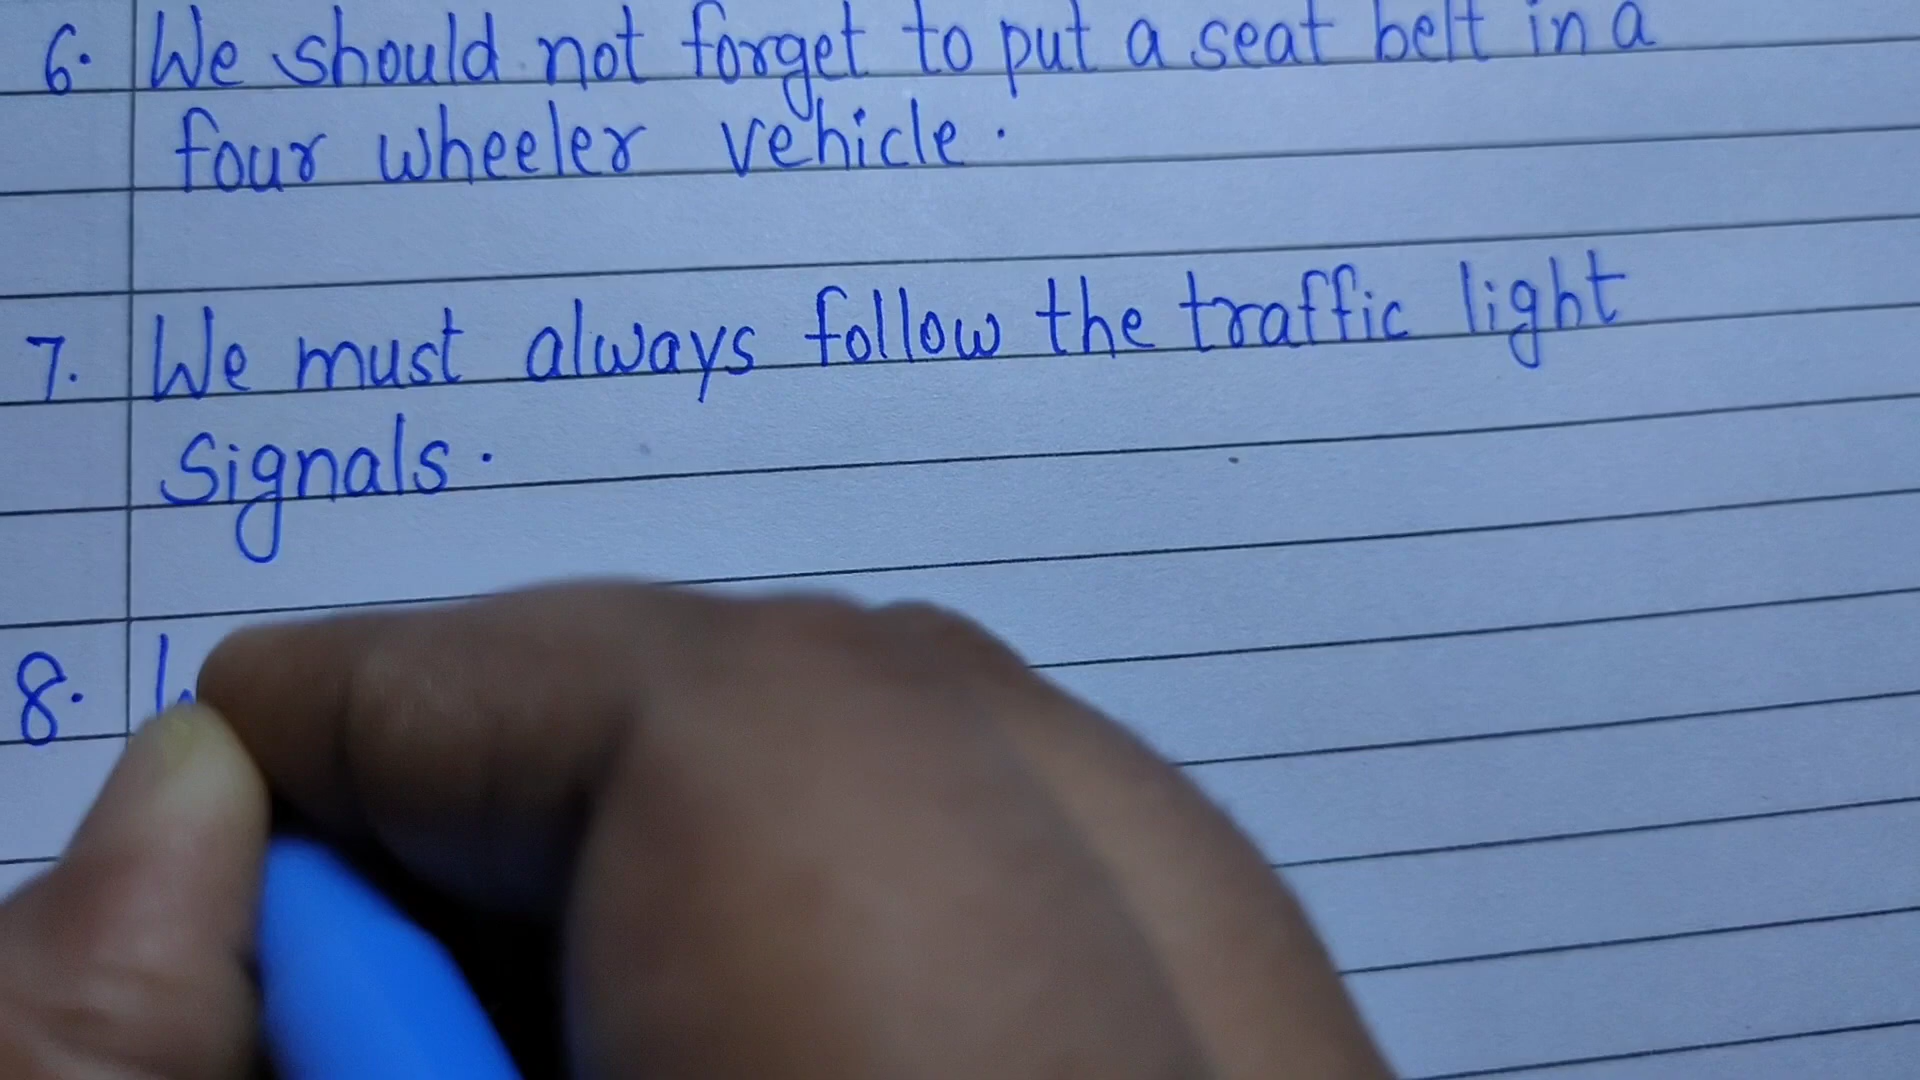 6. We should not forget to put a seat belt in a
four wheeler vehicle.
7. We must always follow the traffic light
Signals.
8.